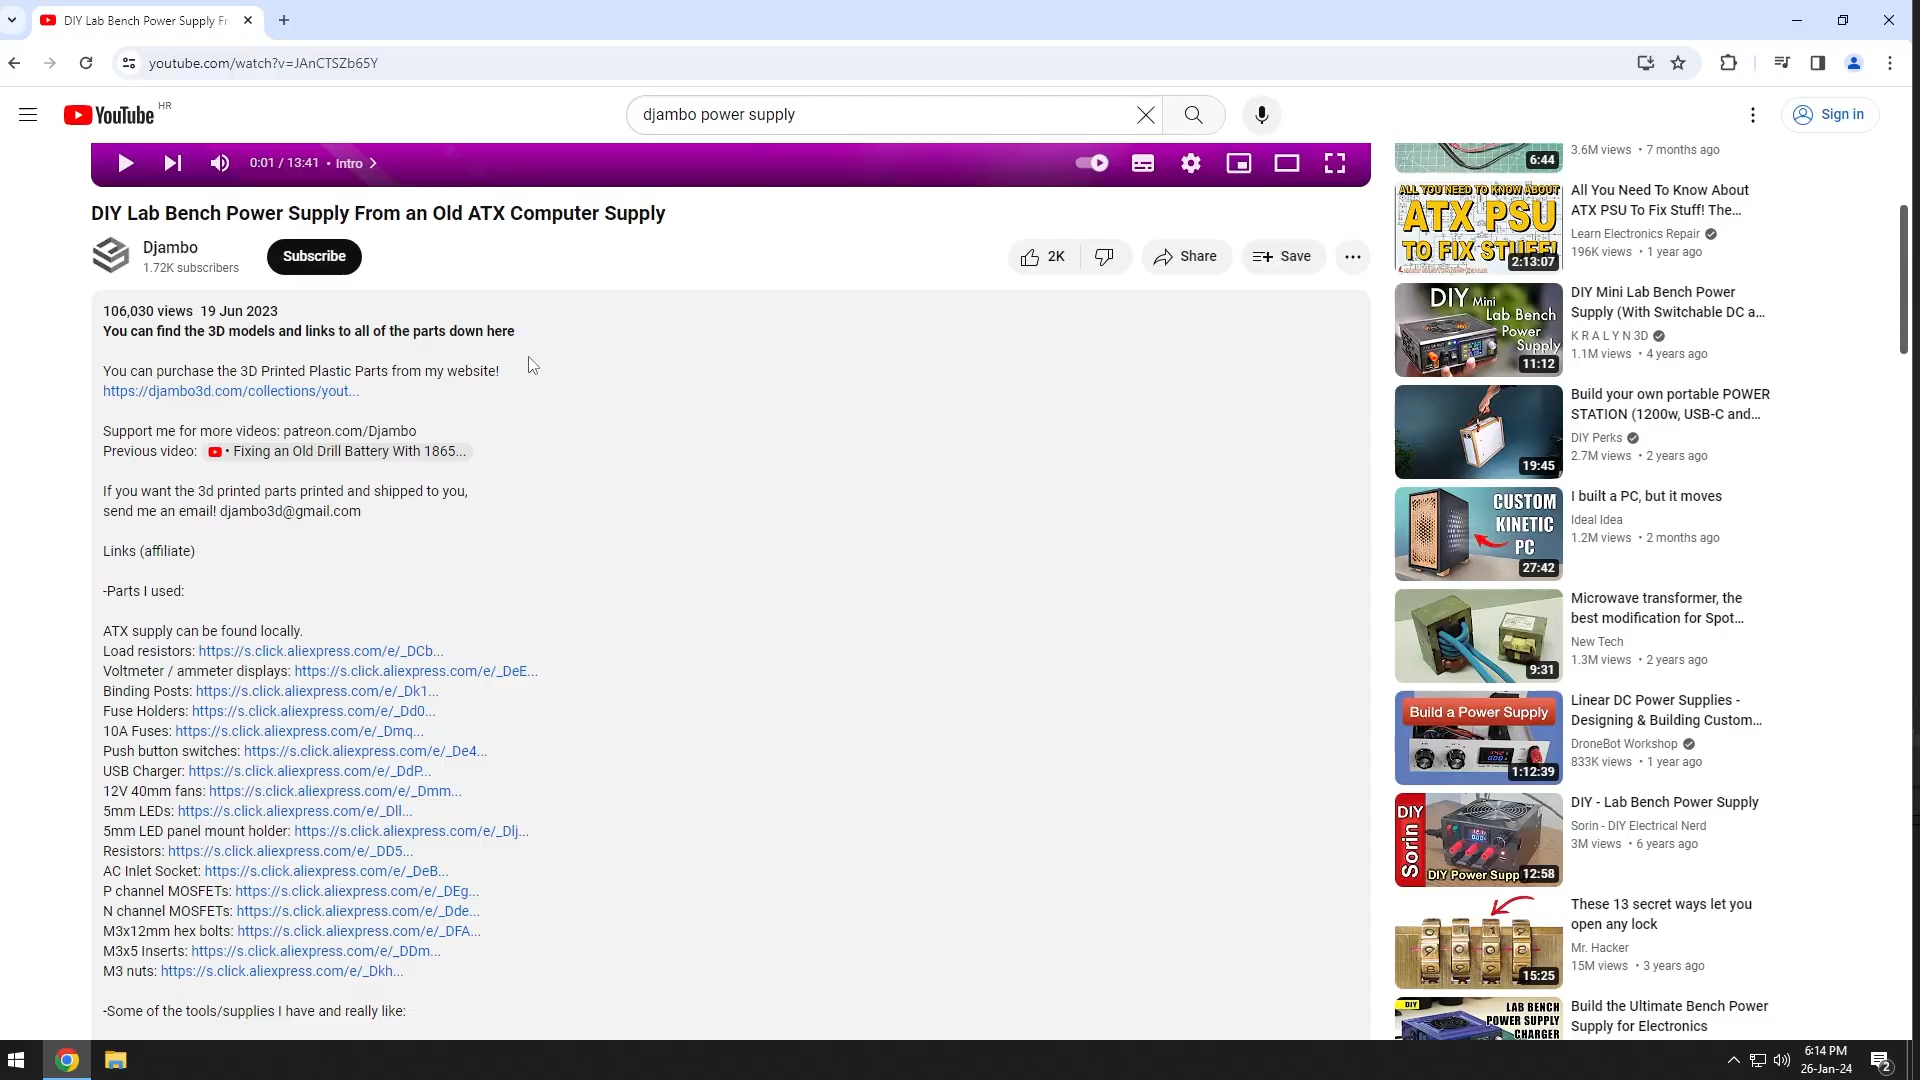 DIY Lab Bench Power Supply Fr
youtube.com/watch?v=JAnCTSZb65Y
YouTube HR
djambo power supply
Sign in
0:01 / 13:41 • Intro
DIY Lab Bench Power Supply From an Old ATX Computer Supply
Djambo
1.72K subscribers
Subscribe
2K
Share
Save
106,030 views 19 Jun 2023
You can find the 3D models and links to all of the parts down here
You can purchase the 3D Printed Plastic Parts from my website!
https://djambo3d.com/collections/yout...
Support me for more videos: patreon.com/Djambo
Previous video: • Fixing an Old Drill Battery With 1865...
If you want the 3d printed parts printed and shipped to you,
send me an email! djambo3d@gmail.com
Links (affiliate)
-Parts I used:
ATX supply can be found locally.
Load resistors: https://s.click.aliexpress.com/e/_DCb...
Voltmeter / ammeter displays: https://s.click.aliexpress.com/e/_DeE...
Binding Posts: https://s.click.aliexpress.com/e/_Dk1...
Fuse Holders: https://s.click.aliexpress.com/e/_Dd0...
10A Fuses: https://s.click.aliexpress.com/e/_Dmq...
Push button switches: https://s.click.aliexpress.com/e/_De4...
USB Charger: https://s.click.aliexpress.com/e/_DdP...
12V 40mm fans: https://s.click.aliexpress.com/e/_Dmm...
5mm LEDs: https://s.click.aliexpress.com/e/_Dll...
5mm LED panel mount holder: https://s.click.aliexpress.com/e/_Dlj...
Resistors: https://s.click.aliexpress.com/e/_DD5...
AC Inlet Socket: https://s.click.aliexpress.com/e/_DeB...
P channel MOSFETs: https://s.click.aliexpress.com/e/_DEg...
N channel MOSFETs: https://s.click.aliexpress.com/e/_Dde...
M3x12mm hex bolts: https://s.click.aliexpress.com/e/_DFA...
M3x5 Inserts: https://s.click.aliexpress.com/e/_DDm...
M3 nuts: https://s.click.aliexpress.com/e/_Dkh...
-Some of the tools/supplies I have and really like:
6:44
3.6M views • 7 months ago
ALL YOU NEED TO KNOW ABOUT
ATX PSU
TO FIX STUFF!
2:13:07
All You Need To Know About
ATX PSU To Fix Stuff! The...
Learn Electronics Repair
196K views • 1 year ago
DIY Mini
Lab Bench
Power
Supply
11:12
DIY Mini Lab Bench Power
Supply (With Switchable DC a...
K R A L Y N 3D
1.1M views • 4 years ago
19:45
Build your own portable POWER
STATION (1200w, USB-C and...
DIY Perks
2.7M views • 2 years ago
CUSTOM
KINETIC
PC
27:42
I built a PC, but it moves
Ideal Idea
1.2M views • 2 months ago
9:31
Microwave transformer, the
best modification for Spot...
New Tech
1.3M views • 2 years ago
Build a Power Supply
1:12:39
Linear DC Power Supplies -
Designing & Building Custom...
DroneBot Workshop
833K views • 1 year ago
DIY
Sorin
DIY Power Supp
12:58
DIY - Lab Bench Power Supply
Sorin - DIY Electrical Nerd
3M views • 6 years ago
15:25
These 13 secret ways let you
open any lock
Mr. Hacker
15M views • 3 years ago
DIY
LAB BENCH
POWER SUPPLY
CHARGER
Build the Ultimate Bench Power
Supply for Electronics
6:14 PM
26-Jan-24
2